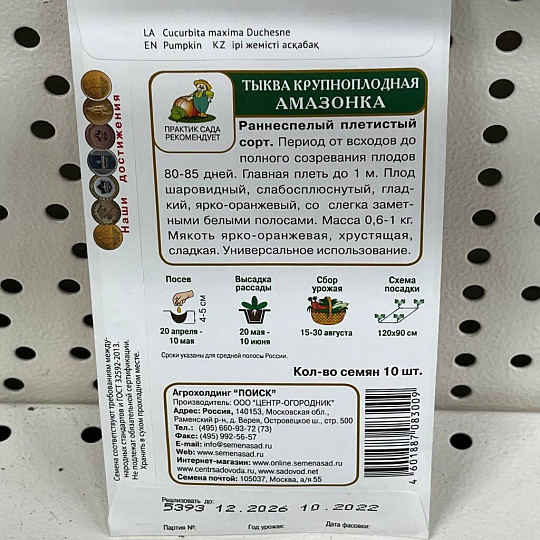 LA Cucurbita maxima Duchesne
EN Pumpkin KZ ірі жемісті асқабақ
ТЫКВА КРУПНОПЛОДНАЯ
АМАЗОНКА
ПРАКТИК САДА
РЕКОМЕНДУЕТ
Раннеспелый плетистый
сорт. Период от всходов до
полного созревания плодов
80-85 дней. Главная плеть до 1 м. Плод
шаровидный, слабосплюснутый, глад-
кий, ярко-оранжевый, со слегка замет-
ными белыми полосами. Масса 0,6-1 кг.
Мякоть ярко-оранжевая, хрустящая,
сладкая. Универсальное использование.
Наши достижения
Посев
4-5 см
20 апреля -
10 мая
Высадка
рассады
20 мая -
10 июня
Сбор
урожая
15-30 августа
Схема
посадки
120х90 см
Сроки указаны для средней полосы России.
Кол-во семян 10 шт.
Семена соответствуют требованиям между-
народных стандартов и ГОСТ 32592-2013.
Не подлежат обязательной сертификации.
Хранить в сухом прохладном месте.
Агрохолдинг "ПОИСК"
Производитель: ООО "ЦЕНТР-ОГОРОДНИК"
Адрес: Россия, 140153, Московская обл.,
Раменский р-н, д. Верея, Островецкое ш., стр. 500
Тел.: (495) 660-93-72 (73)
Факс: (495) 992-56-57
E-mail: info@semenasad.ru
Web: www.semenasad.ru
Интернет-магазин: www.online.semenasad.ru
www.centrsadovoda.ru, www.sadovod.net
Семена почтой: 105037, Москва, а/я 55
4 601887 083009
Реализовать до:
5393 12.2026 10.2022
Партия №: Год урожая: Дата фасовки: